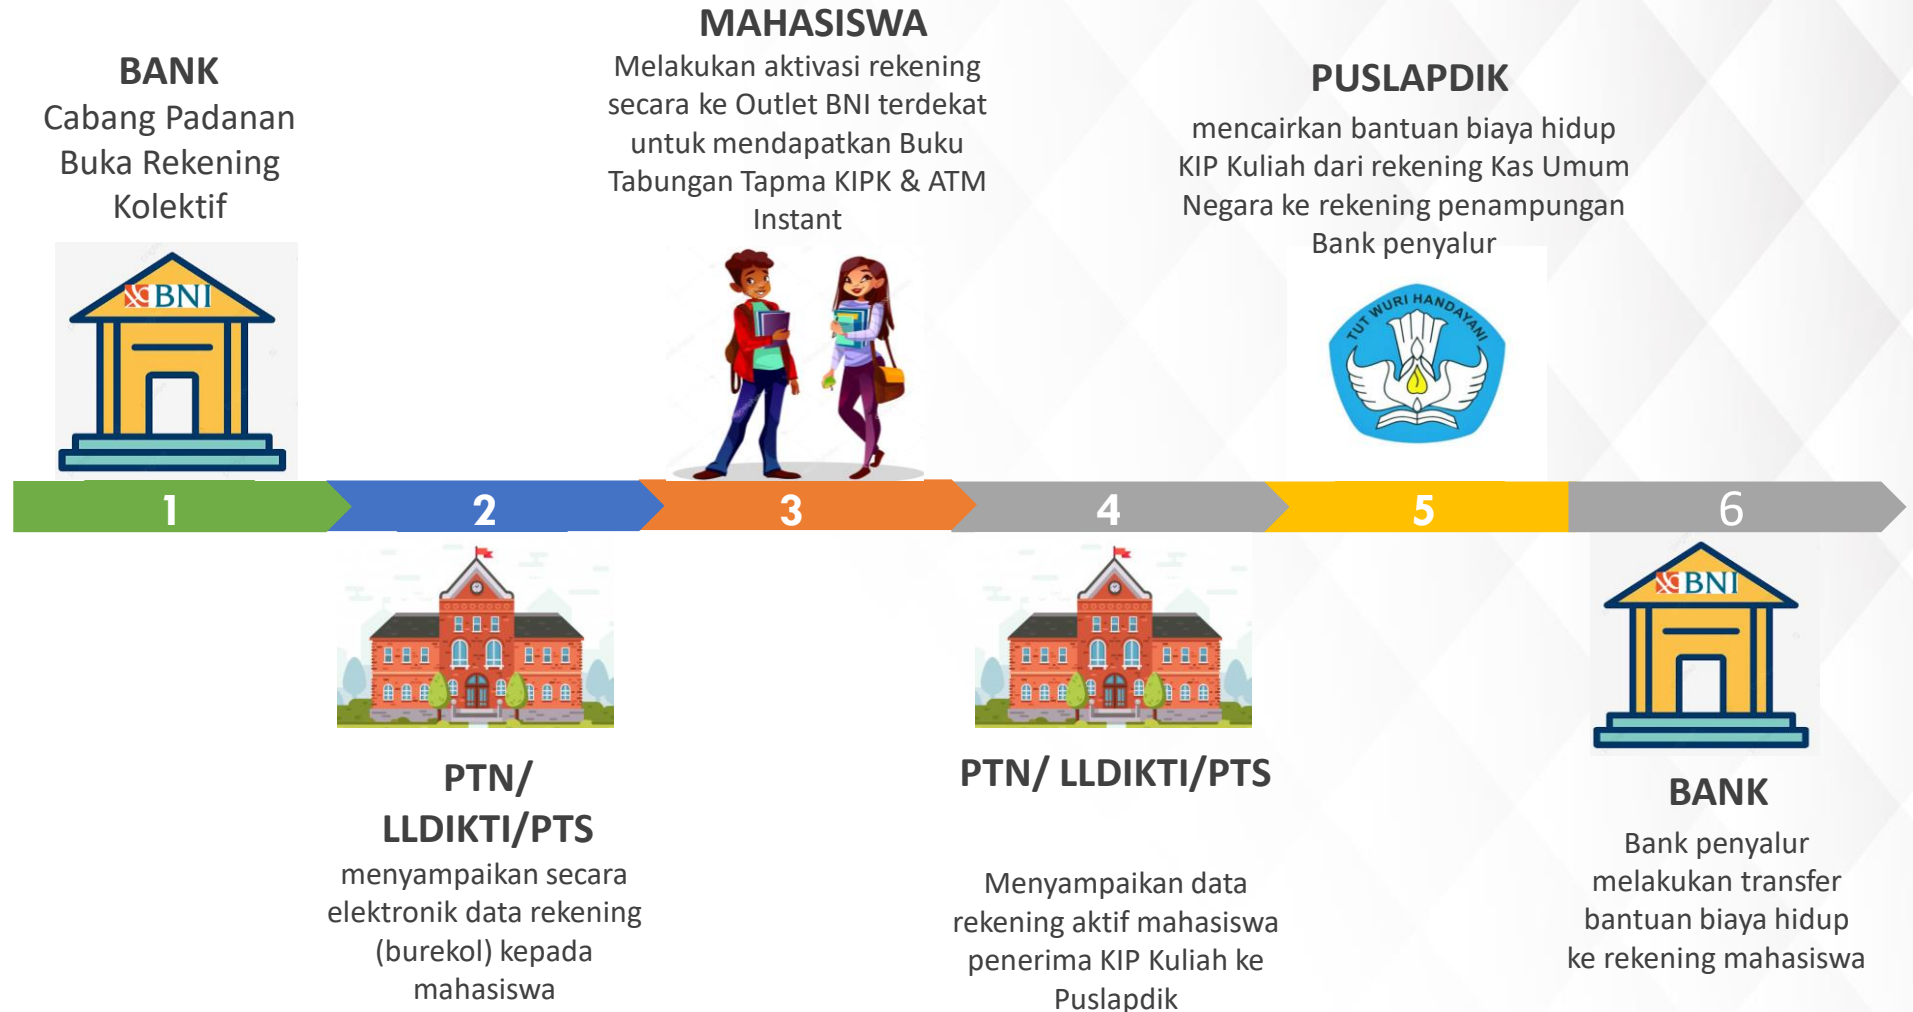 BANK
Cabang Padanan
Buka Rekening
Kolektif
BNI
1
2
PTN/
LLDIKTI/PTS
menyampaikan secara
elektronik data rekening
(burekol) kepada
mahasiswa
MAHASISWA
Melakukan aktivasi rekening
secara ke Outlet BNI terdekat
untuk mendapatkan Buku
Tabungan Tapma KIPK & ATM
Instant
3
4
PTN/ LLDIKTI/PTS
Menyampaikan data
rekening aktif mahasiswa
penerima KIP Kuliah ke
Puslapdik
PUSLAPDIK
mencairkan bantuan biaya hidup
KIP Kuliah dari rekening Kas Umum
Negara ke rekening penampungan
Bank penyalur
TUT WURI HANDAYANI
5
6
BNI
BANK
Bank penyalur
melakukan transfer
bantuan biaya hidup
ke rekening mahasiswa